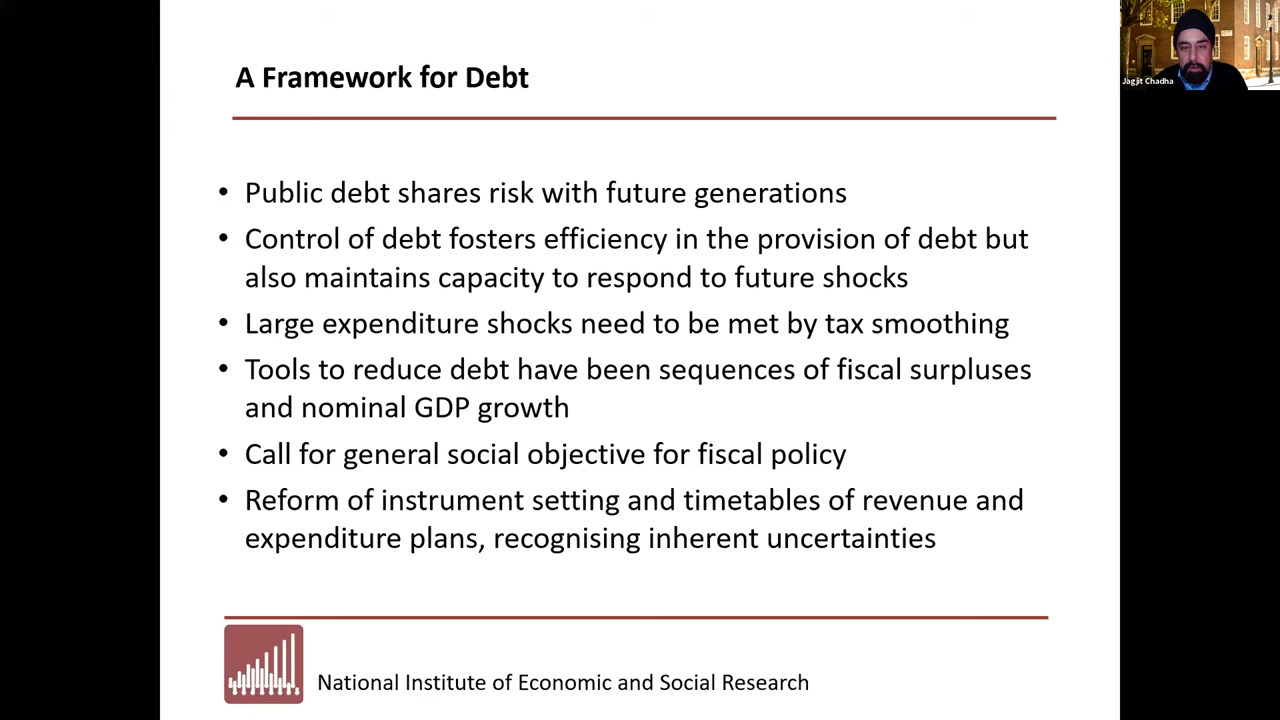 A Framework for Debt
Jagjit Chadha
• Public debt shares risk with future generations
• Control of debt fosters efficiency in the provision of debt but
also maintains capacity to respond to future shocks
• Large expenditure shocks need to be met by tax smoothing
• Tools to reduce debt have been sequences of fiscal surpluses
and nominal GDP growth
• Call for general social objective for fiscal policy
• Reform of instrument setting and timetables of revenue and
expenditure plans, recognising inherent uncertainties
National Institute of Economic and Social Research